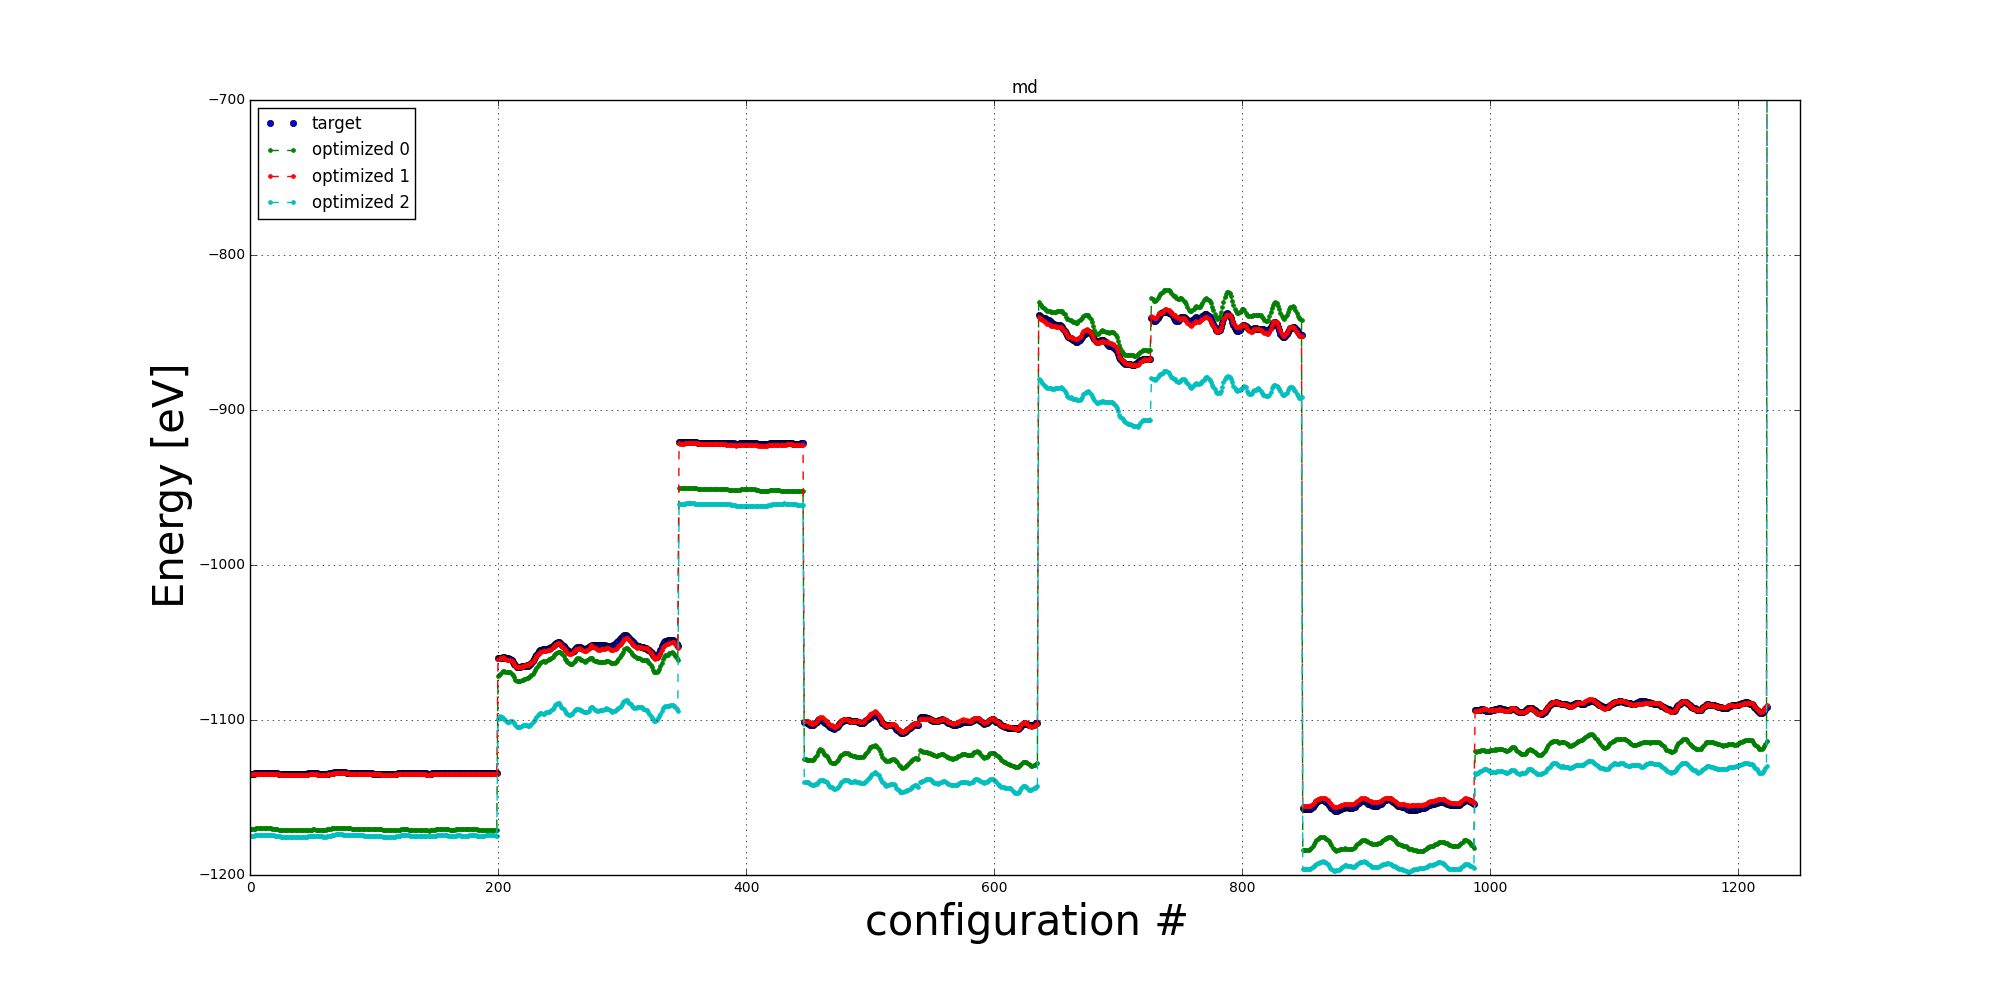 md
−700
−800
−900
−1000
−1100
−1200
target
optimized 0
optimized 1
optimized 2
Energy [eV]
0 200 400 600 800 1000 1200
configuration #